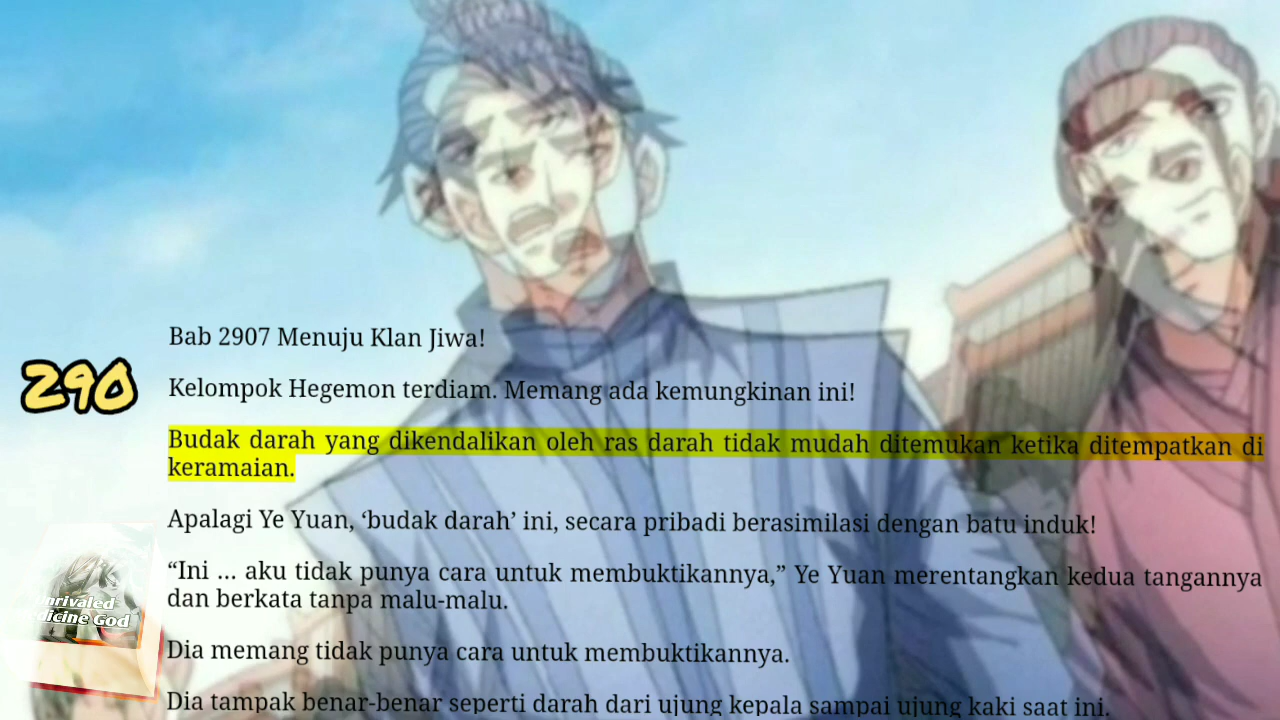 Bab 2907 Menuju Klan Jiwa!
290
Kelompok Hegemon terdiam. Memang ada kemungkinan ini!
Budak darah yang dikendalikan oleh ras darah tidak mudah ditemukan ketika ditempatkan di
keramaian.
Apalagi Ye Yuan, ‘budak darah’ ini, secara pribadi berasimilasi dengan batu induk!
“Ini ... aku tidak punya cara untuk membuktikannya,” Ye Yuan merentangkan kedua tangannya
dan berkata tanpa malu-malu.
nrivaled
dicine God
Dia memang tidak punya cara untuk membuktikannya.
Dia tampak benar-benar seperti darah dari ujung kepala sampai ujung kaki saat ini.